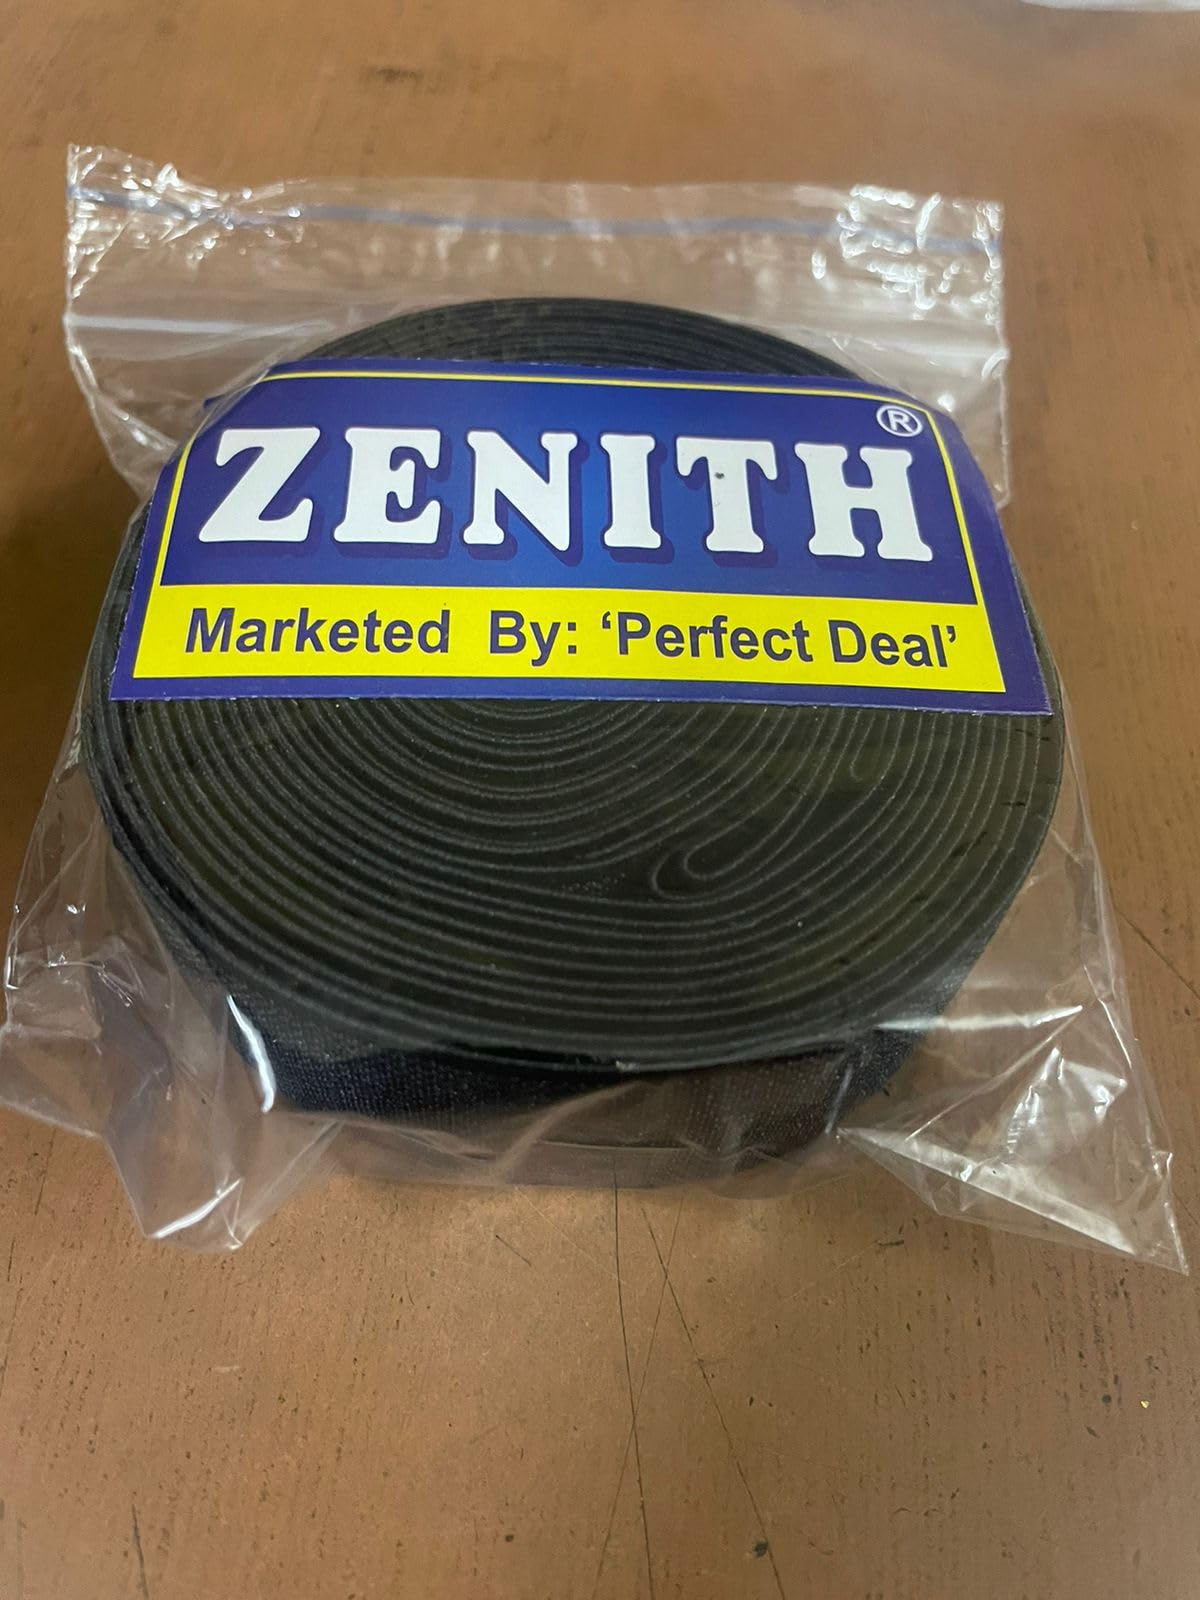 ZENITH®
Marketed By: ‘Perfect Deal’